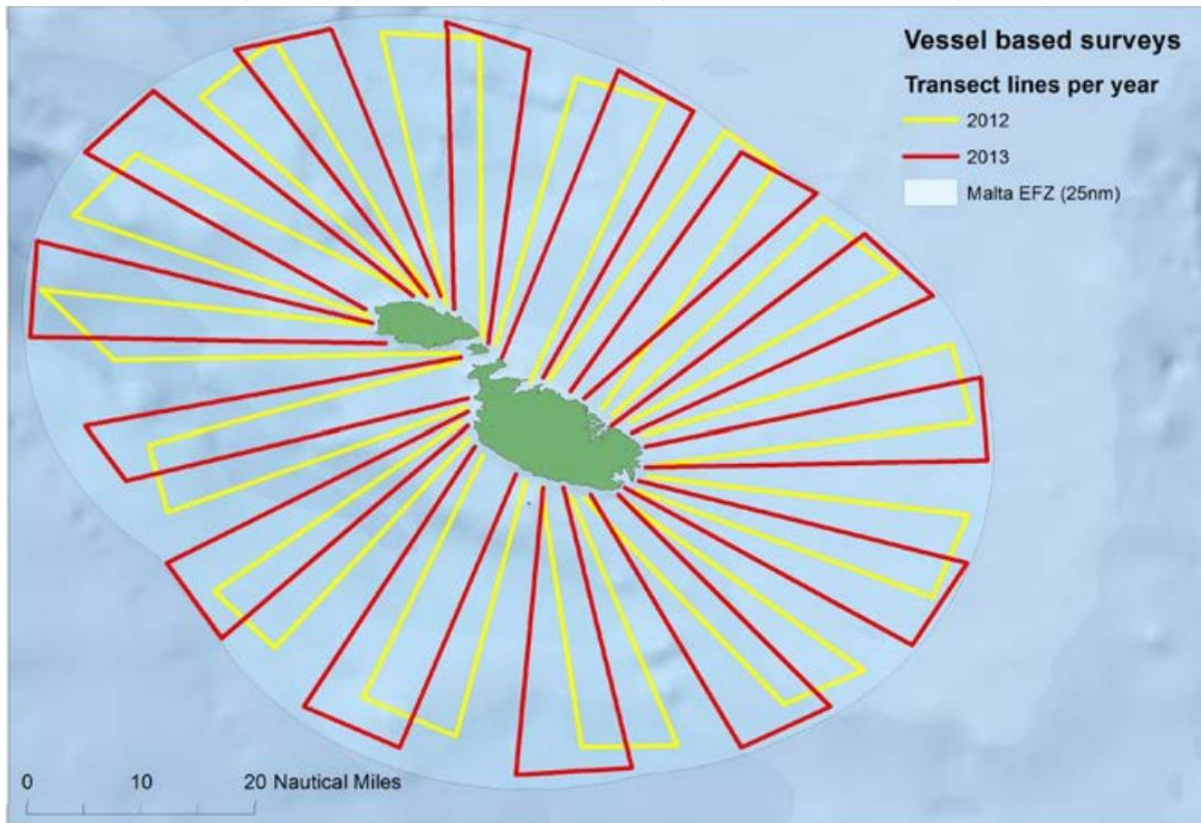 Vessel based surveys
Transect lines per year
2012
2013
Malta EFZ (25nm)
0 10 20 Nautical Miles